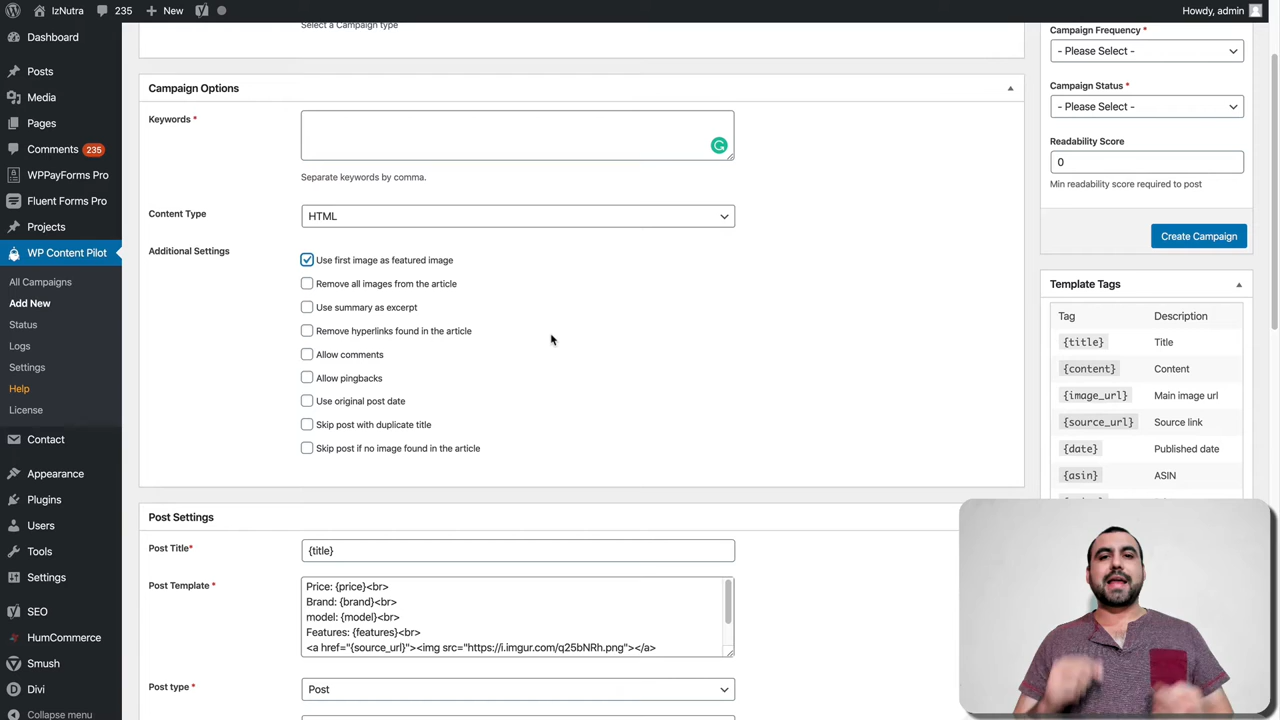 IzNutra
235
New
Howdy, admin
Dashboard
Posts
Media
Pages
Comments 235
WPPayForms Pro
Fluent Forms Pro
Projects
WP Content Pilot
All Campaigns
Add New
Status
Logs
Settings
Help
License
Contact
Appearance
Plugins
Users
Tools
Settings
SEO
HumComerce
Smush
Divi
Collapse menu
Select a Campaign type
Campaign Options
Keywords *
Separate keywords by comma.
Content Type
HTML
Additional Settings
Use first image as featured image
Remove all images from the article
Use summary as excerpt
Remove hyperlinks found in the article
Allow comments
Allow pingbacks
Use original post date
Skip post with duplicate title
Skip post if no image found in the article
Post Settings
Post Title*
{title}
Post Template *
Price: {price}<br>
Brand: {brand}<br>
model: {model}<br>
Features: {features}<br>
<a href="{source_url}"><img src="https://i.imgur.com/q25bNRh.png"></a>
Post type *
Post
Campaign Frequency *
- Please Select -
Campaign Status *
- Please Select -
Readability Score
0
Min readability score required to post
Create Campaign
Template Tags
Tag Description
{title} Title
{content} Content
{image_url} Main image url
{source_url} Source link
{date} Published date
{asin} ASIN